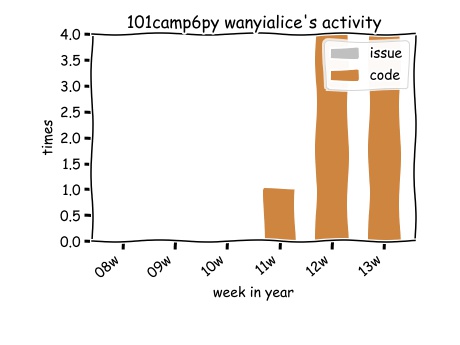 101camp6py wanyialice's activity
4.0
3.5
3.0
2.5
2.0
1.5
1.0
0.5
0.0
times
issue
code
08w
09w
10w
11w
12w
13w
week in year